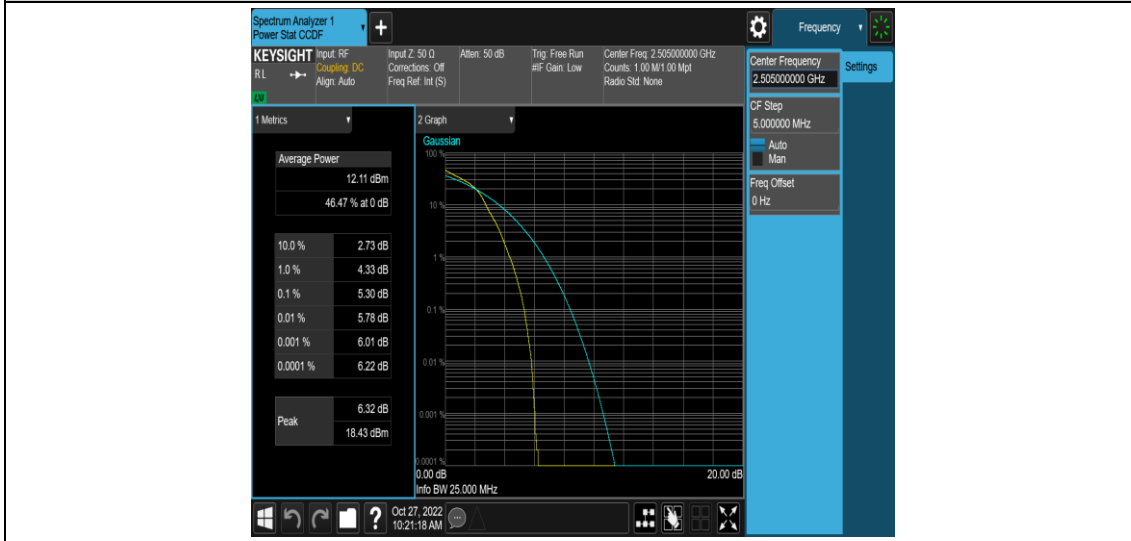 Spectrum Analyzer 1
Power Stat CCDF
+
Frequency
KEYSIGHT
RL
LXI
Input: RF
Coupling: DC
Align: Auto
Input Z: 50 Ω
Corrections: Off
Freq Ref: Int (S)
Atten: 50 dB
Trig: Free Run
#IF Gain: Low
Center Freq: 2.505000000 GHz
Counts: 1.00 M/1.00 Mpt
Radio Std: None
Center Frequency
2.505000000 GHz
Settings
CF Step
5.000000 MHz
Auto
Man
Freq Offset
0 Hz
1 Metrics
Average Power
12.11 dBm
46.47 % at 0 dB
10.0 % 2.73 dB
1.0 % 4.33 dB
0.1 % 5.30 dB
0.01 % 5.78 dB
0.001 % 6.01 dB
0.0001 % 6.22 dB
Peak
6.32 dB
18.43 dBm
2 Graph
Gaussian
100 %
10 %
1 %
0.1 %
0.01 %
0.001 %
0.0001 %
0.00 dB 20.00 dB
Info BW 25.000 MHz
?
Oct 27, 2022
10:21:18 AM